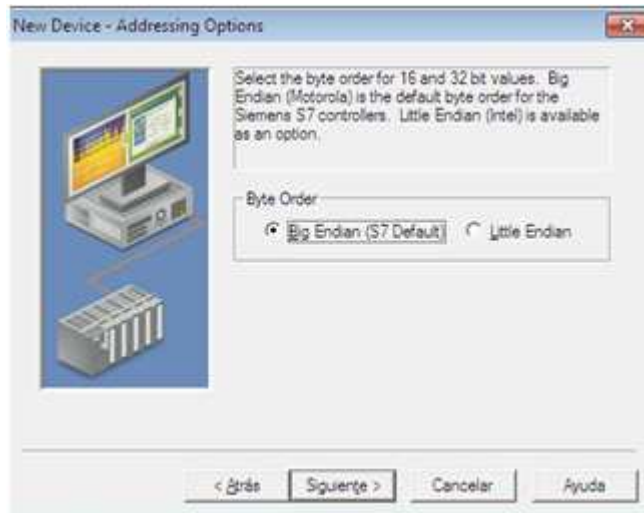 New Device - Addressing Options
Select the byte order for 16 and 32 bit values. Big
Endian (Motorola) is the default byte order for the
Siemens S7 controllers. Little Endian (Intel) is available
as an option.
Byte Order
Big Endian (S7 Default) Little Endian
< Atrás Siguiente > Cancelar Ayuda